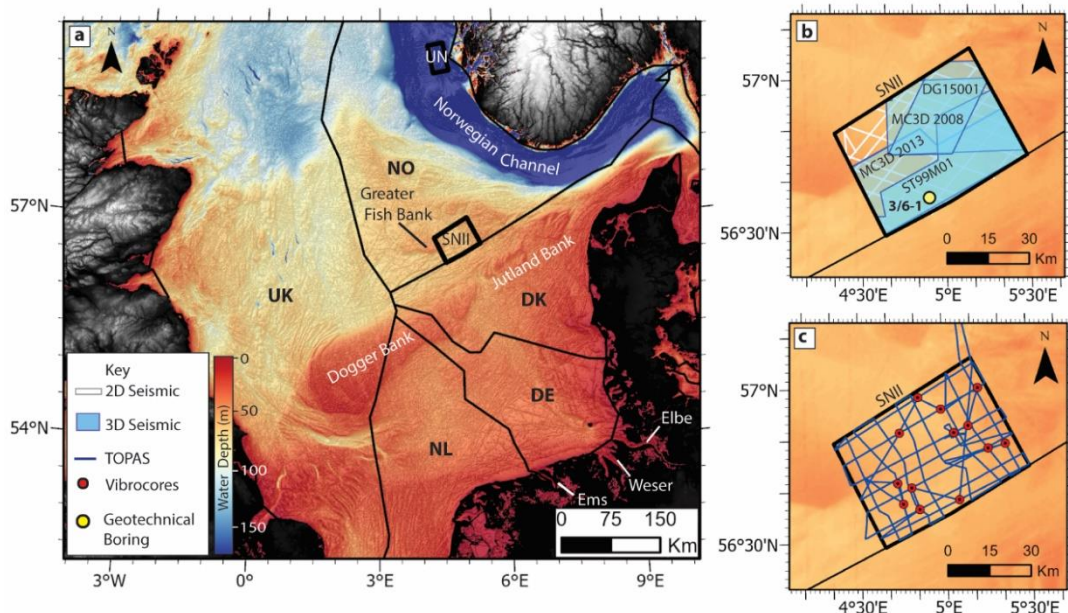 a
N
UN
Norwegian Channel
NO
57°N
Greater
Fish Bank
SNII
Jutland Bank
UK
DK
Dogger Bank
Key
2D Seismic
3D Seismic
TOPAS
Vibrocores
Geotechnical
Boring
0
50
100
150
Water Depth (m)
54°N
DE
NL
Elbe
Weser
Ems
0 75 150
Km
3°W 0° 3°E 6°E 9°E
b
N
57°N
SNII
DG15001
MC3D 2008
MC3D 2013
ST99M01
3/6-1
56°30'N
0 15 30
Km
4°30'E 5°E 5°30'E
c
N
57°N
SNII
56°30'N
0 15 30
Km
4°30'E 5°E 5°30'E